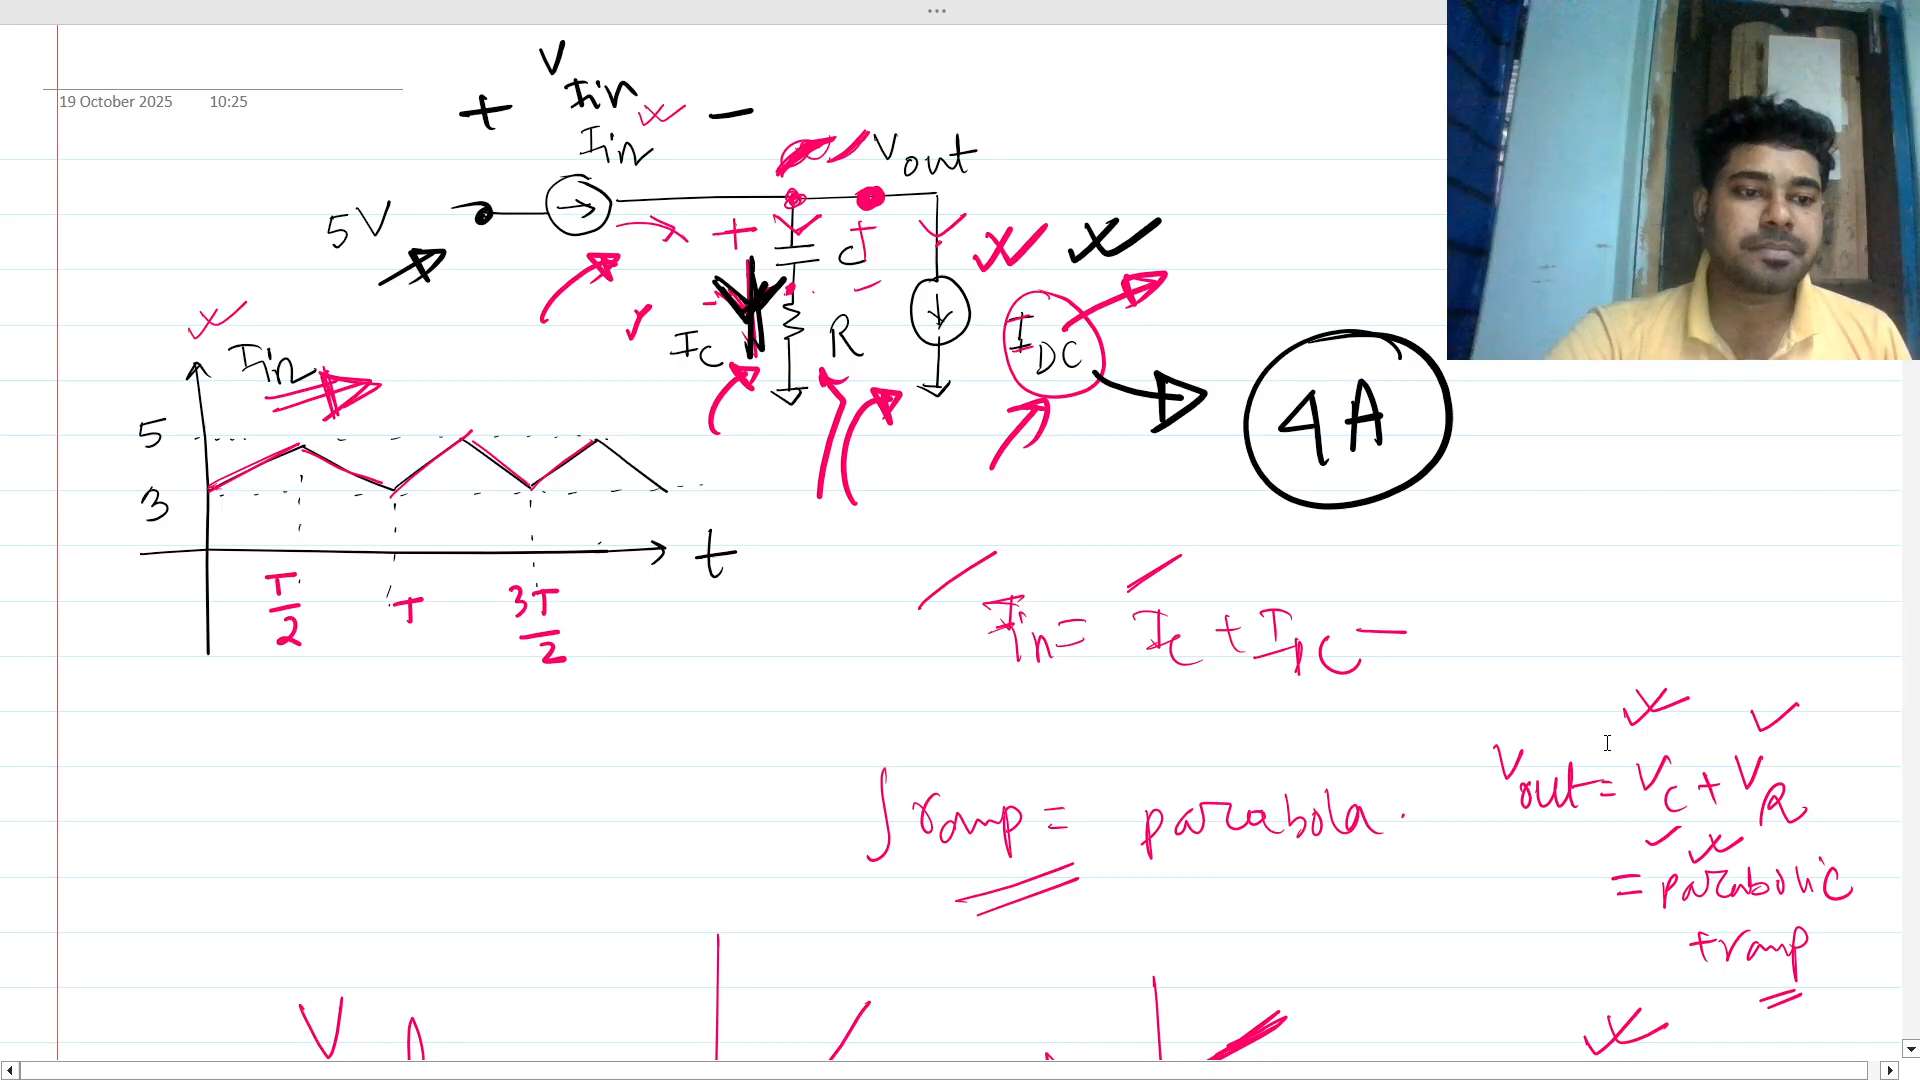 19 October 2025 10:25
V
Iin
+ Iin -
5V
Vout
+ + C
- -
IC R IDC
4A
Iin
5
3
t
T/2 T 3T/2
Iin = IC + IDC
Vout = VC + VR
∫ramp = parabola.
= parabolic
+ramp